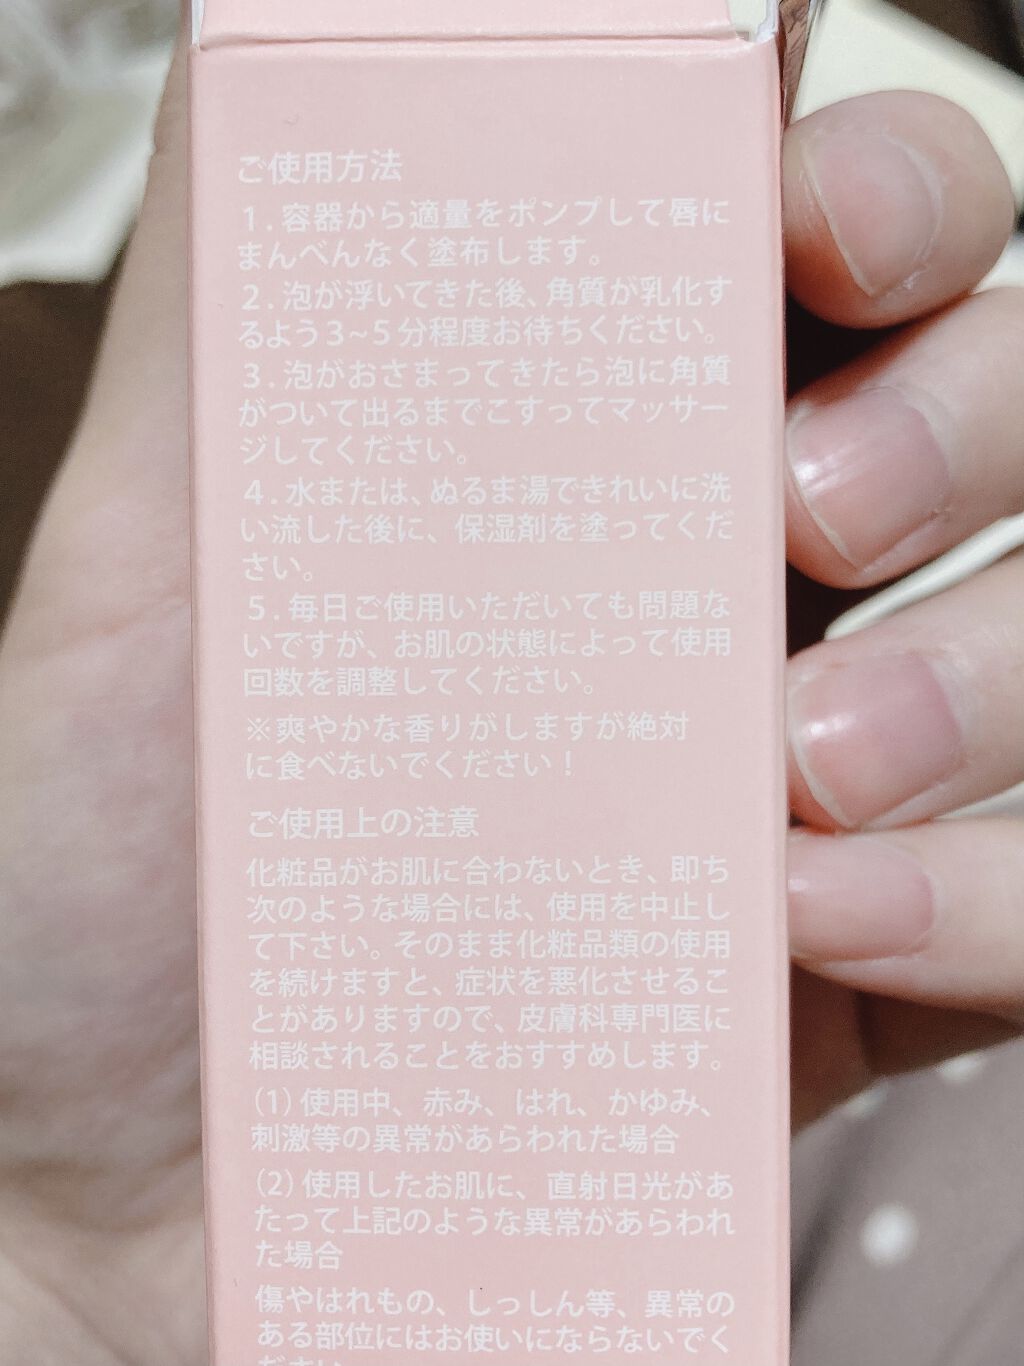 ご使用方法
1．容器から適量をポンプして唇に
まんべんなく塗布します。
2．泡が浮いてきた後、角質が乳化す
るよう3~5分程度お待ちください。
3．泡がおさまってきたら泡に角質
がついて出るまでこすってマッサー
ジしてください。
4．水または、ぬるま湯できれいに洗
い流した後に、保湿剤を塗ってくだ
さい。
5．毎日ご使用いただいても問題な
いですが、お肌の状態によって使用
回数を調整してください。
※爽やかな香りがしますが絶対
に食べないでください！
ご使用上の注意
化粧品がお肌に合わないとき、即ち
次のような場合には、使用を中止し
て下さい。そのまま化粧品類の使用
を続けますと、症状を悪化させるこ
とがありますので、皮膚科専門医に
相談されることをおすすめします。
(1)使用中、赤み、はれ、かゆみ、
刺激等の異常があらわれた場合
(2)使用したお肌に、直射日光があ
たって上記のような異常があらわれ
た場合
傷やはれもの、しっしん等、異常の
ある部位にはお使いにならないでく
ださい